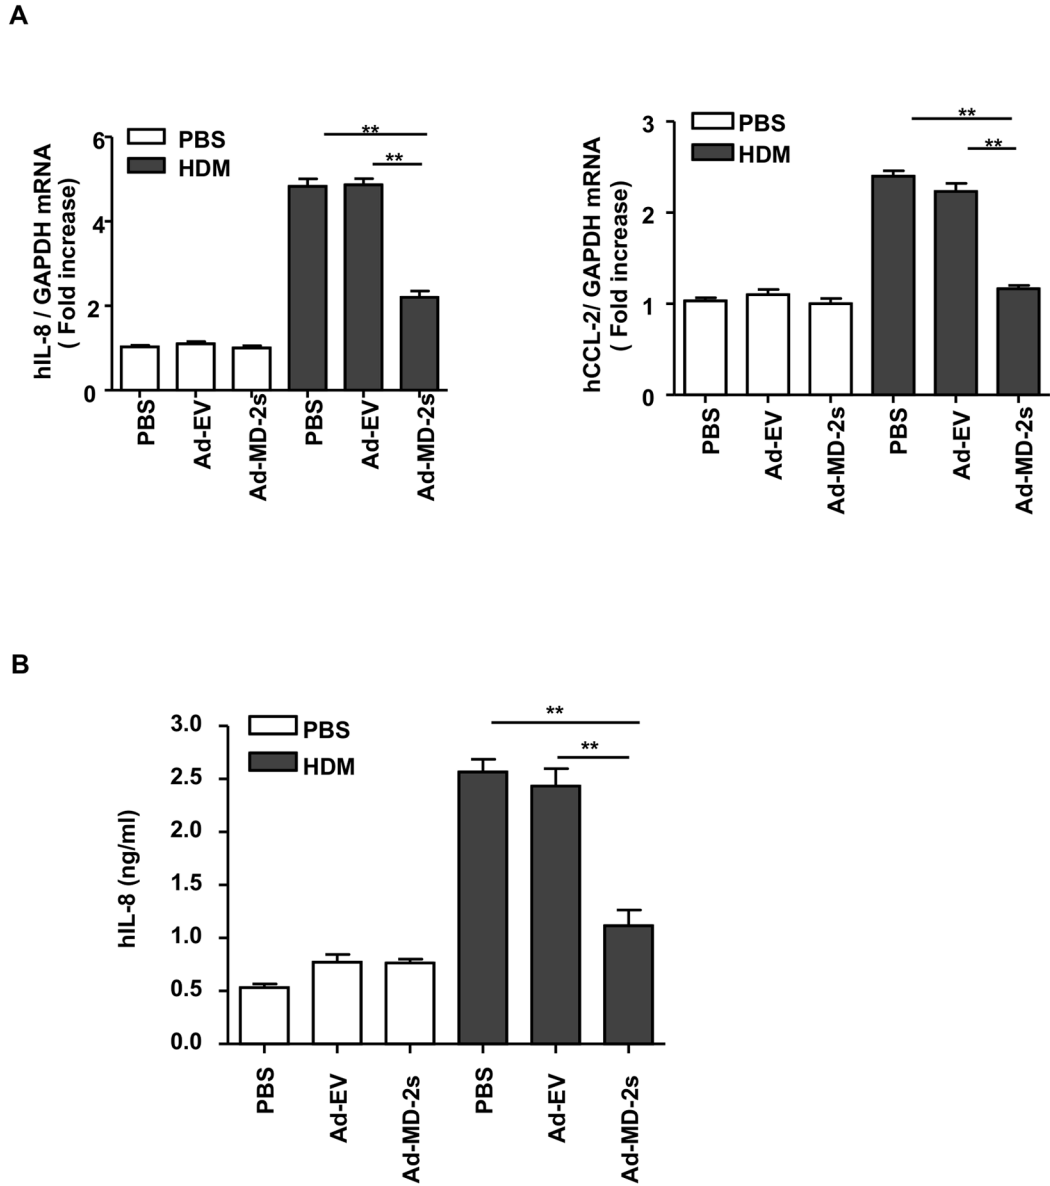 A
hIL-8 / GAPDH mRNA
( Fold increase)
6
4
2
0
PBS
HDM
**
**
PBS
Ad-EV
Ad-MD-2s
PBS
Ad-EV
Ad-MD-2s
hCCL-2/ GAPDH mRNA
( Fold increase)
3
2
1
0
PBS
HDM
**
**
PBS
Ad-EV
Ad-MD-2s
PBS
Ad-EV
Ad-MD-2s
B
hIL-8 (ng/ml)
3.0
2.5
2.0
1.5
1.0
0.5
0.0
PBS
HDM
**
**
PBS
Ad-EV
Ad-MD-2s
PBS
Ad-EV
Ad-MD-2s